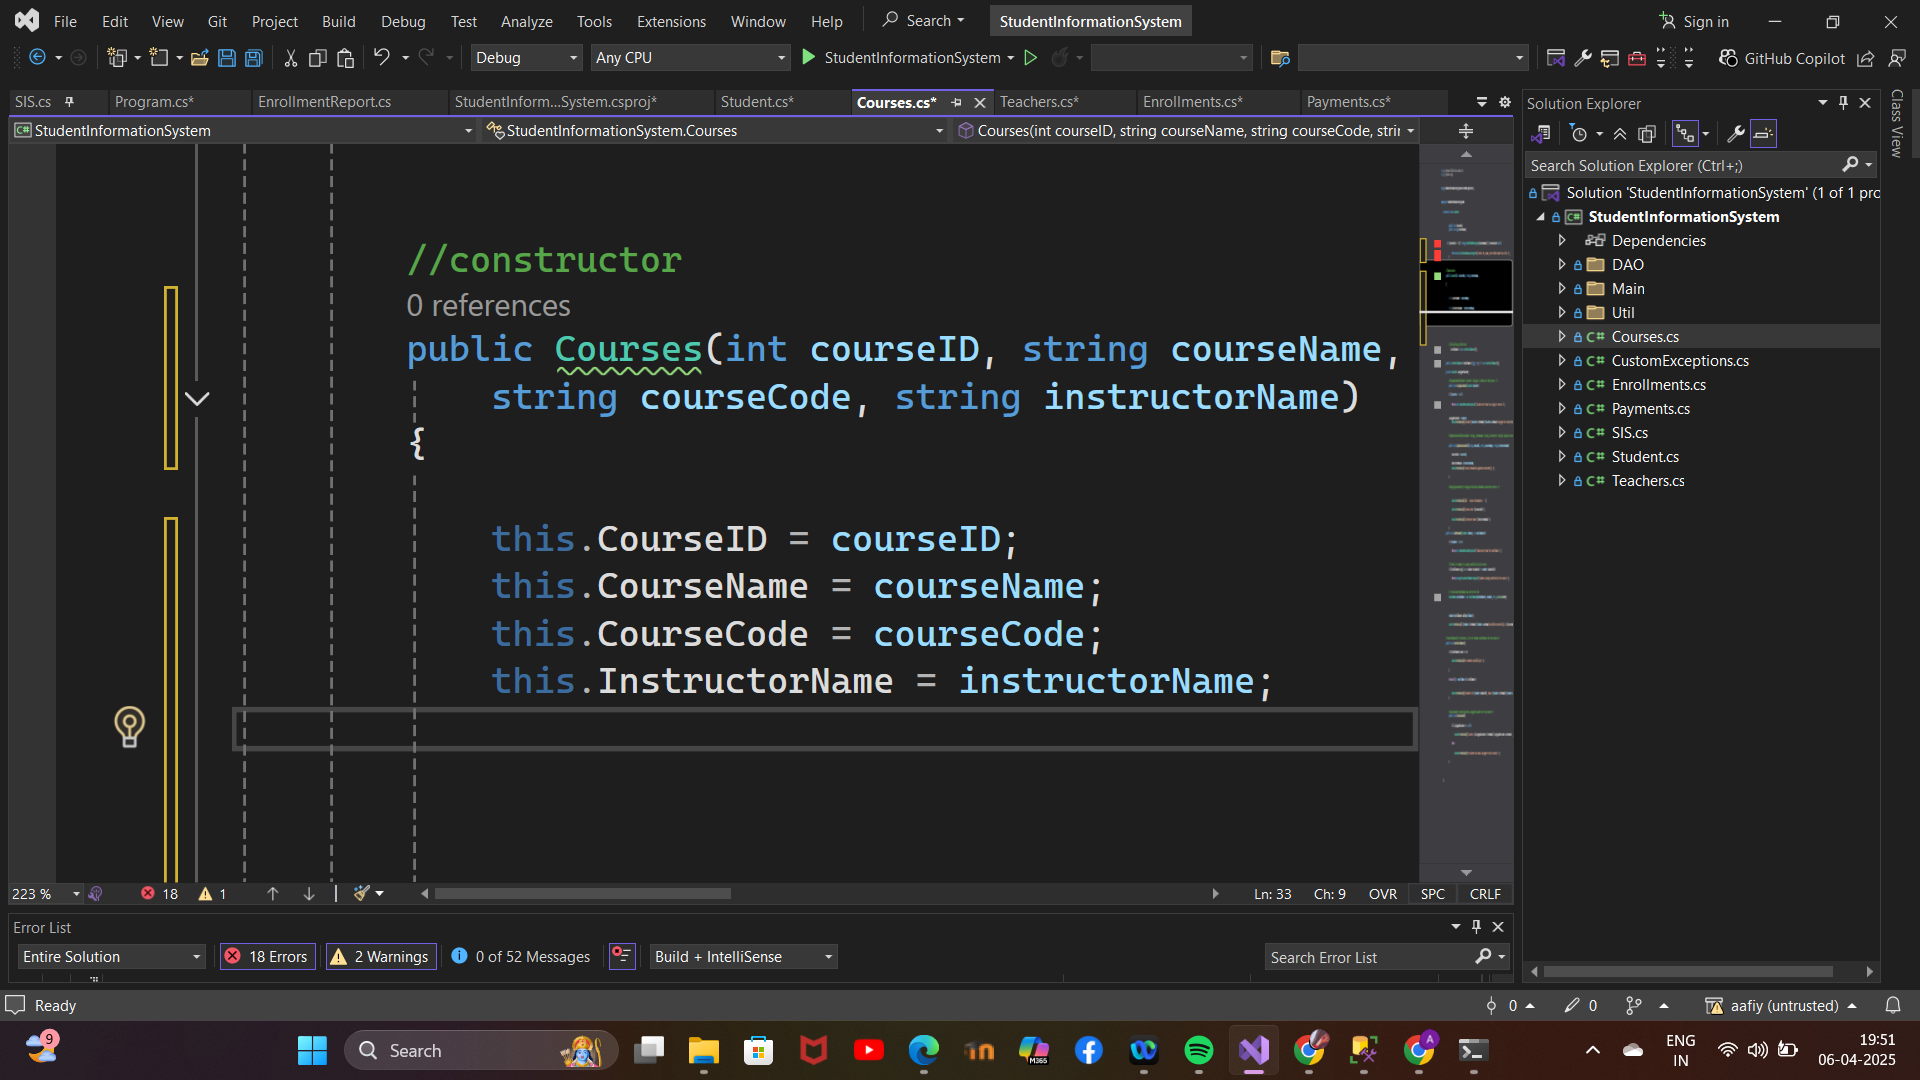 File Edit View Git Project Build Debug Test Analyze Tools Extensions Window Help Search StudentInformationSystem Sign in
Debug Any CPU StudentInformationSystem GitHub Copilot
SIS.cs Program.cs* EnrollmentReport.cs StudentInform...System.csproj* Student.cs* Courses.cs* Teachers.cs* Enrollments.cs* Payments.cs*
StudentInformationSystem StudentInformationSystem.Courses Courses(int courseID, string courseName, string courseCode, strin
//constructor
0 references
public Courses(int courseID, string courseName,
string courseCode, string instructorName)
{
this.CourseID = courseID;
this.CourseName = courseName;
this.CourseCode = courseCode;
this.InstructorName = instructorName;
223 % 18 1 Ln: 33 Ch: 9 OVR SPC CRLF
Error List
Entire Solution 18 Errors 2 Warnings 0 of 52 Messages Build + IntelliSense Search Error List
Solution Explorer
Search Solution Explorer (Ctrl+;)
Solution 'StudentInformationSystem' (1 of 1 pro
StudentInformationSystem
Dependencies
DAO
Main
Util
C# Courses.cs
C# CustomExceptions.cs
C# Enrollments.cs
C# Payments.cs
C# SIS.cs
C# Student.cs
C# Teachers.cs
Class View
Ready 0 0 aafiy (untrusted)
9 Search M365 A ENG
IN 19:51
06-04-2025